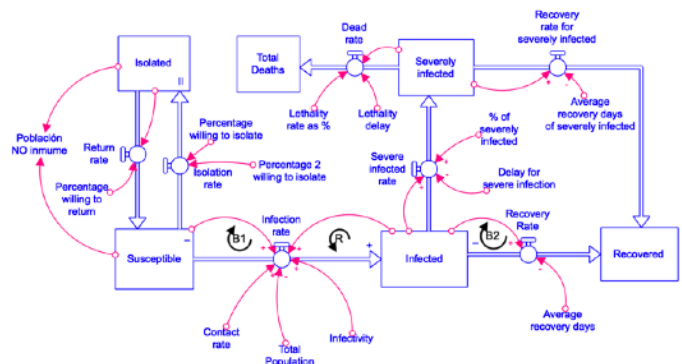 Recovery
rate for
severely infected
Dead
rate
Isolated
Total
Deaths
Severely
infected
Población
NO inmume
Return
rate
Percentage
willing to isolate
Percentage 2
willing to isolate
Isolation
rate
Percentage
willing to
return
Lethality
rate as %
Lethality
delay
% of
severely
infected
Average
recovery days
of severely infected
Severe
infected
rate
Delay for
severe infection
Infection
rate
Recovery
Rate
Susceptible
B1
R
Infected
B2
Recovered
Contact
rate
Total
Population
Infectivity
Average
recovery days